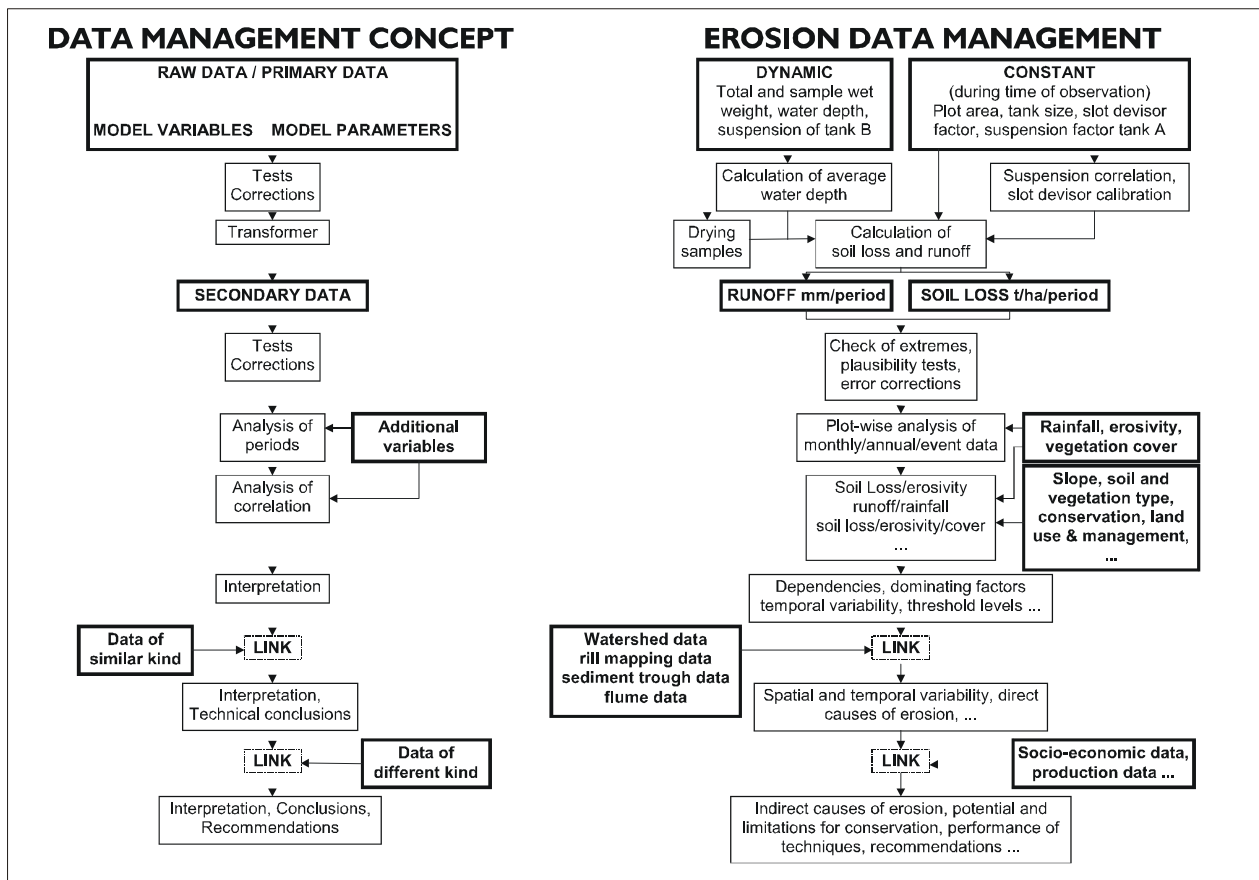 DATA MANAGEMENT CONCEPT
RAW DATA / PRIMARY DATA
MODEL VARIABLES MODEL PARAMETERS
Tests
Corrections
Transformer
SECONDARY DATA
Tests
Corrections
Analysis of
periods
Additional
variables
Analysis of
correlation
Interpretation
Data of
similar kind
LINK
Interpretation,
Technical conclusions
LINK
Data of
different kind
Interpretation, Conclusions,
Recommendations
EROSION DATA MANAGEMENT
DYNAMIC
Total and sample wet
weight, water depth,
suspension of tank B
CONSTANT
(during time of observation)
Plot area, tank size, slot devisor
factor, suspension factor tank A
Calculation of average
water depth
Suspension correlation,
slot devisor calibration
Drying
samples
Calculation of
soil loss and runoff
RUNOFF mm/period
SOIL LOSS t/ha/period
Check of extremes,
plausibility tests,
error corrections
Plot-wise analysis of
monthly/annual/event data
Rainfall, erosivity,
vegetation cover
Soil Loss/erosivity
runoff/rainfall
soil loss/erosivity/cover
...
Slope, soil and
vegetation type,
conservation, land
use & management,
...
Dependencies, dominating factors
temporal variability, threshold levels ...
Watershed data
rill mapping data
sediment trough data
flume data
LINK
Spatial and temporal variability, direct
causes of erosion, ...
LINK
Socio-economic data,
production data ...
Indirect causes of erosion, potential and
limitations for conservation, performance of
techniques, recommendations ...